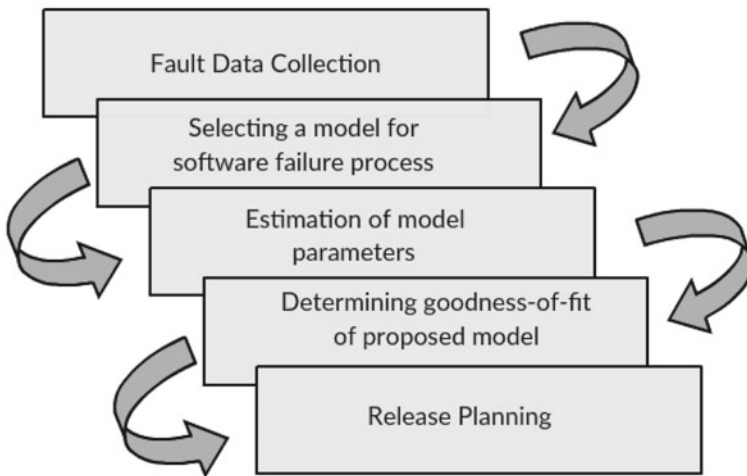 Fault Data Collection
Selecting a model for
software failure process
Estimation of model
parameters
Determining goodness-of-fit
of proposed model
Release Planning